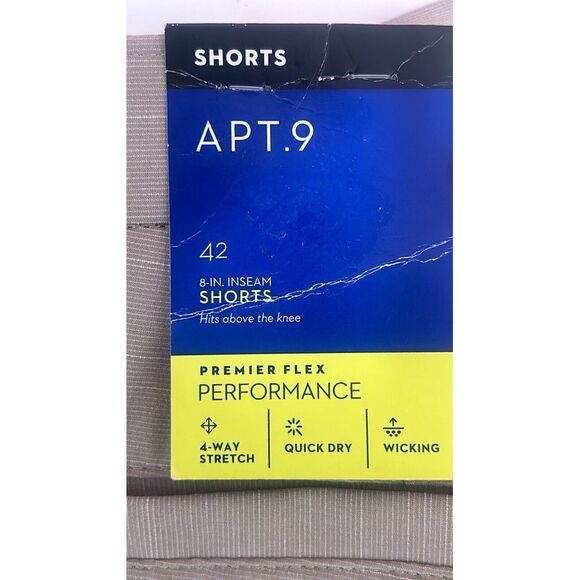 SHORTS
APT.9
42
8-IN. INSEAM
SHORTS
Hits above the knee
PREMIER FLEX
PERFORMANCE
4-WAY
STRETCH
QUICK DRY
WICKING